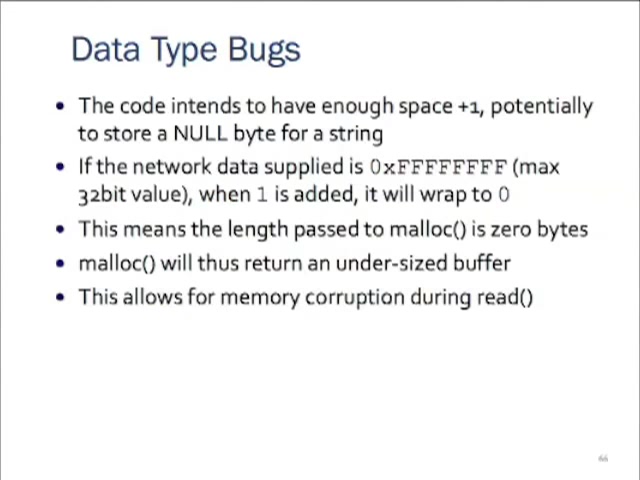 Data Type Bugs
• The code intends to have enough space +1, potentially
to store a NULL byte for a string
• If the network data supplied is 0xFFFFFFFF (max
32bit value), when 1 is added, it will wrap to 0
• This means the length passed to malloc() is zero bytes
• malloc() will thus return an under-sized buffer
• This allows for memory corruption during read()
66